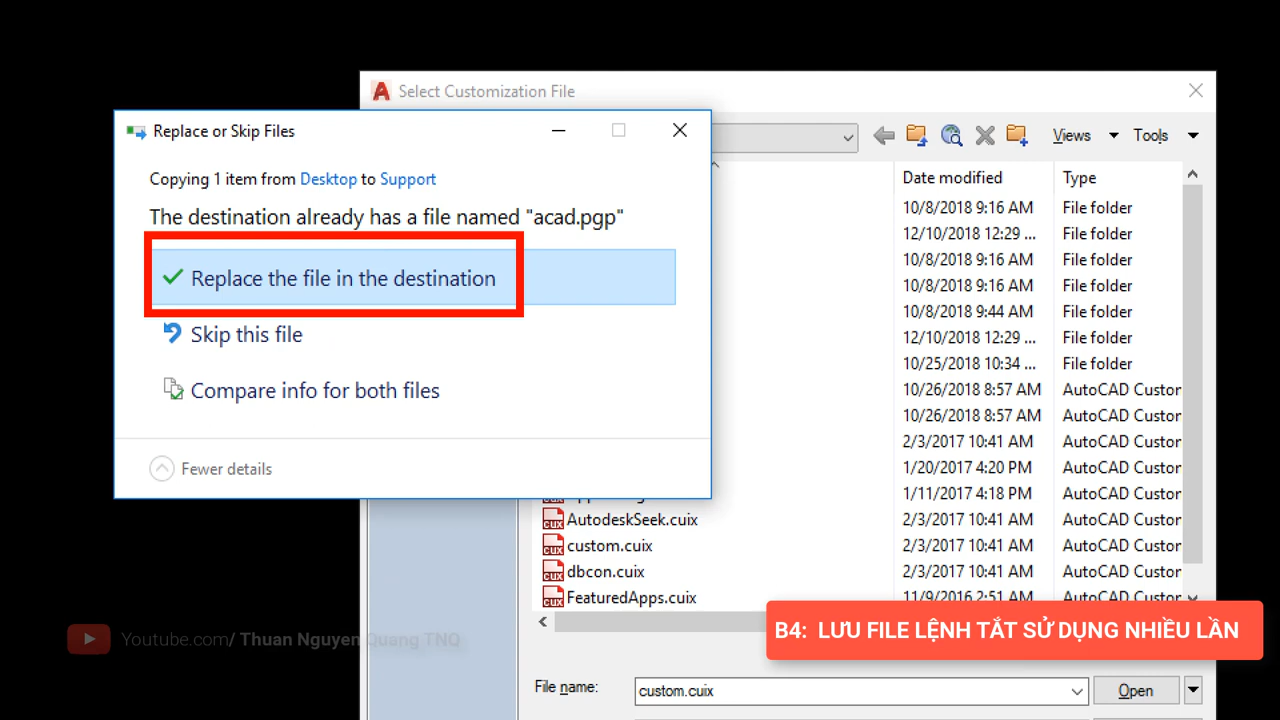 Select Customization File
Replace or Skip Files
Views
Tools
Copying 1 item from Desktop to Support
The destination already has a file named "acad.pgp"
Replace the file in the destination
Skip this file
Compare info for both files
Fewer details
Date modified Type
10/8/2018 9:16 AM File folder
12/10/2018 12:29 ... File folder
10/8/2018 9:16 AM File folder
10/8/2018 9:16 AM File folder
10/8/2018 9:44 AM File folder
12/10/2018 12:29 ... File folder
10/25/2018 10:34 ... File folder
10/26/2018 8:57 AM AutoCAD Custor
10/26/2018 8:57 AM AutoCAD Custor
2/3/2017 10:41 AM AutoCAD Custor
1/20/2017 4:20 PM AutoCAD Custor
1/11/2017 4:18 PM AutoCAD Custor
AutodeskSeek.cuix 2/3/2017 10:41 AM AutoCAD Custor
custom.cuix 2/3/2017 10:41 AM AutoCAD Custor
dbcon.cuix 2/3/2017 10:41 AM AutoCAD Custor
FeaturedApps.cuix 11/9/2016 2:51 AM AutoCAD Custor
B4: LƯU FILE LỆNH TẮT SỬ DỤNG NHIỀU LẦN
Youtube.com/ Thuan Nguyen Quang TNQ
File name: custom.cuix Open